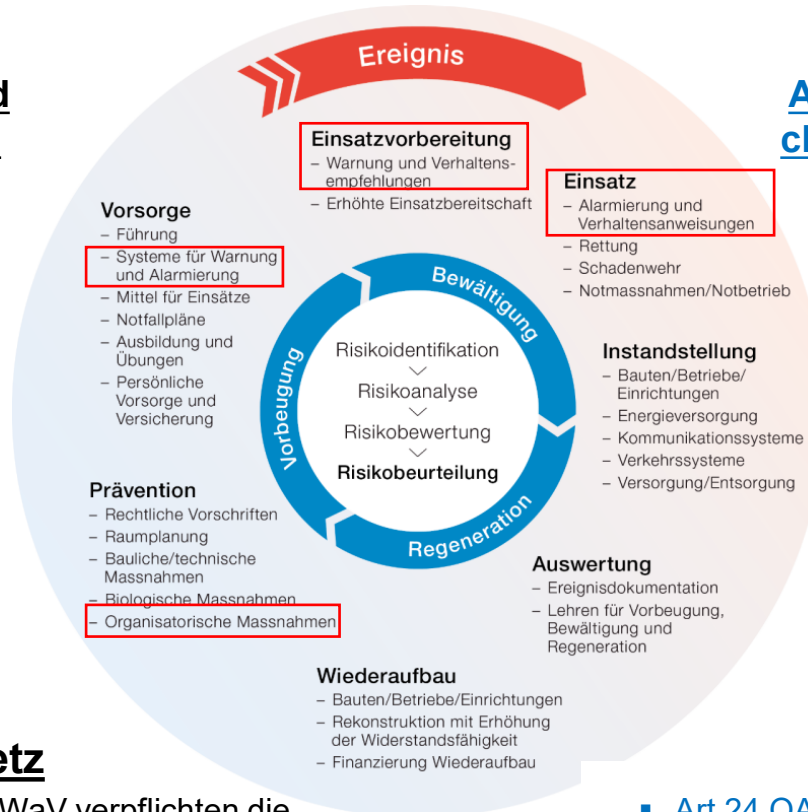 Ereignis
Einsatzvorbereitung
– Warnung und Verhaltens-
empfehlungen
– Erhöhte Einsatzbereitschaft
Einsatz
– Alarmierung und
Verhaltensanweisungen
– Rettung
– Schadenwehr
– Notmassnahmen/Notbetrieb
Vorsorge
– Führung
– Systeme für Warnung
und Alarmierung
– Mittel für Einsätze
– Notfallpläne
– Ausbildung und
Übungen
– Persönliche
Vorsorge und
Versicherung
Bewältigung
Vorbeugung
Regeneration
Risikoidentifikation
Risikoanalyse
Risikobewertung
Risikobeurteilung
Instandstellung
– Bauten/Betriebe/
Einrichtungen
– Energieversorgung
– Kommunikationssysteme
– Verkehrssysteme
– Versorgung/Entsorgung
Prävention
– Rechtliche Vorschriften
– Raumplanung
– Bauliche/technische
Massnahmen
– Biologische Massnahmen
– Organisatorische Massnahmen
Auswertung
– Ereignisdokumentation
– Lehren für Vorbeugung,
Bewältigung und
Regeneration
Wiederaufbau
– Bauten/Betriebe/Einrichtungen
– Rekonstruktion mit Erhöhung
der Widerstandsfähigkeit
– Finanzierung Wiederaufbau
etz
WaV verpflichten die
▪ Art 24 OA